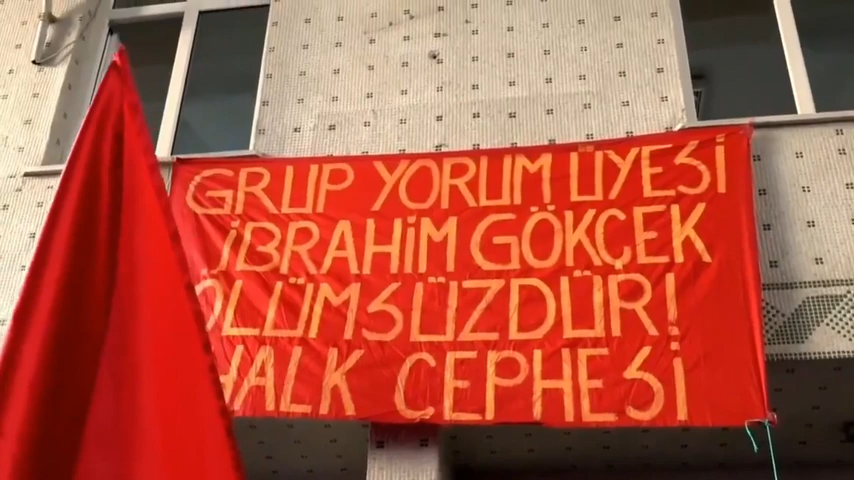 GRUP YORUM ÜYESİ
İBRAHİM GÖKÇEK
ÖLÜMSÜZDÜR!
HALK CEPHESİ